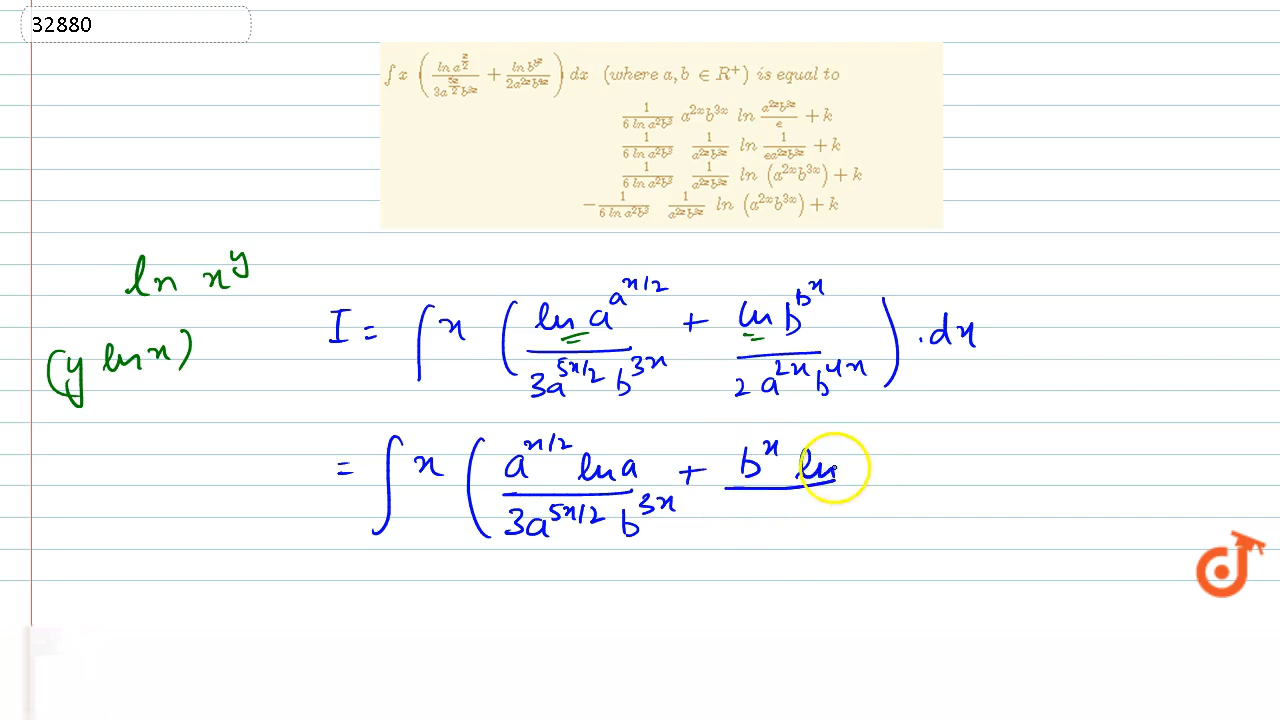 32880
∫ x ( ln a^{x/2} / 3a^{5x/2} b^{3x} + ln b^{b^x} / 2a^{2x} b^{4x} ) dx (where a, b ∈ R⁺) is equal to
1 / 6 ln a²b³ a^{2x} b^{3x} ln a^{2x} b^{3x} / e + k
1 / 6 ln a²b³ 1 / a^{2x} b^{3x} ln 1 / ea^{2x} b^{3x} + k
1 / 6 ln a²b³ 1 / a^{2x} b^{3x} ln (a^{2x} b^{3x}) + k
− 1 / 6 ln a²b³ 1 / a^{2x} b^{3x} ln (a^{2x} b^{3x}) + k
ln x^y
(y ln x)
I = ∫ x ( ln a^{a^{x/2}} / 3a^{5x/2} b^{3x} + ln b^{b^x} / 2a^{2x} b^{4x} ) . dx
= ∫ x ( a^{x/2} ln a / 3a^{5x/2} b^{3x} + b^x ln